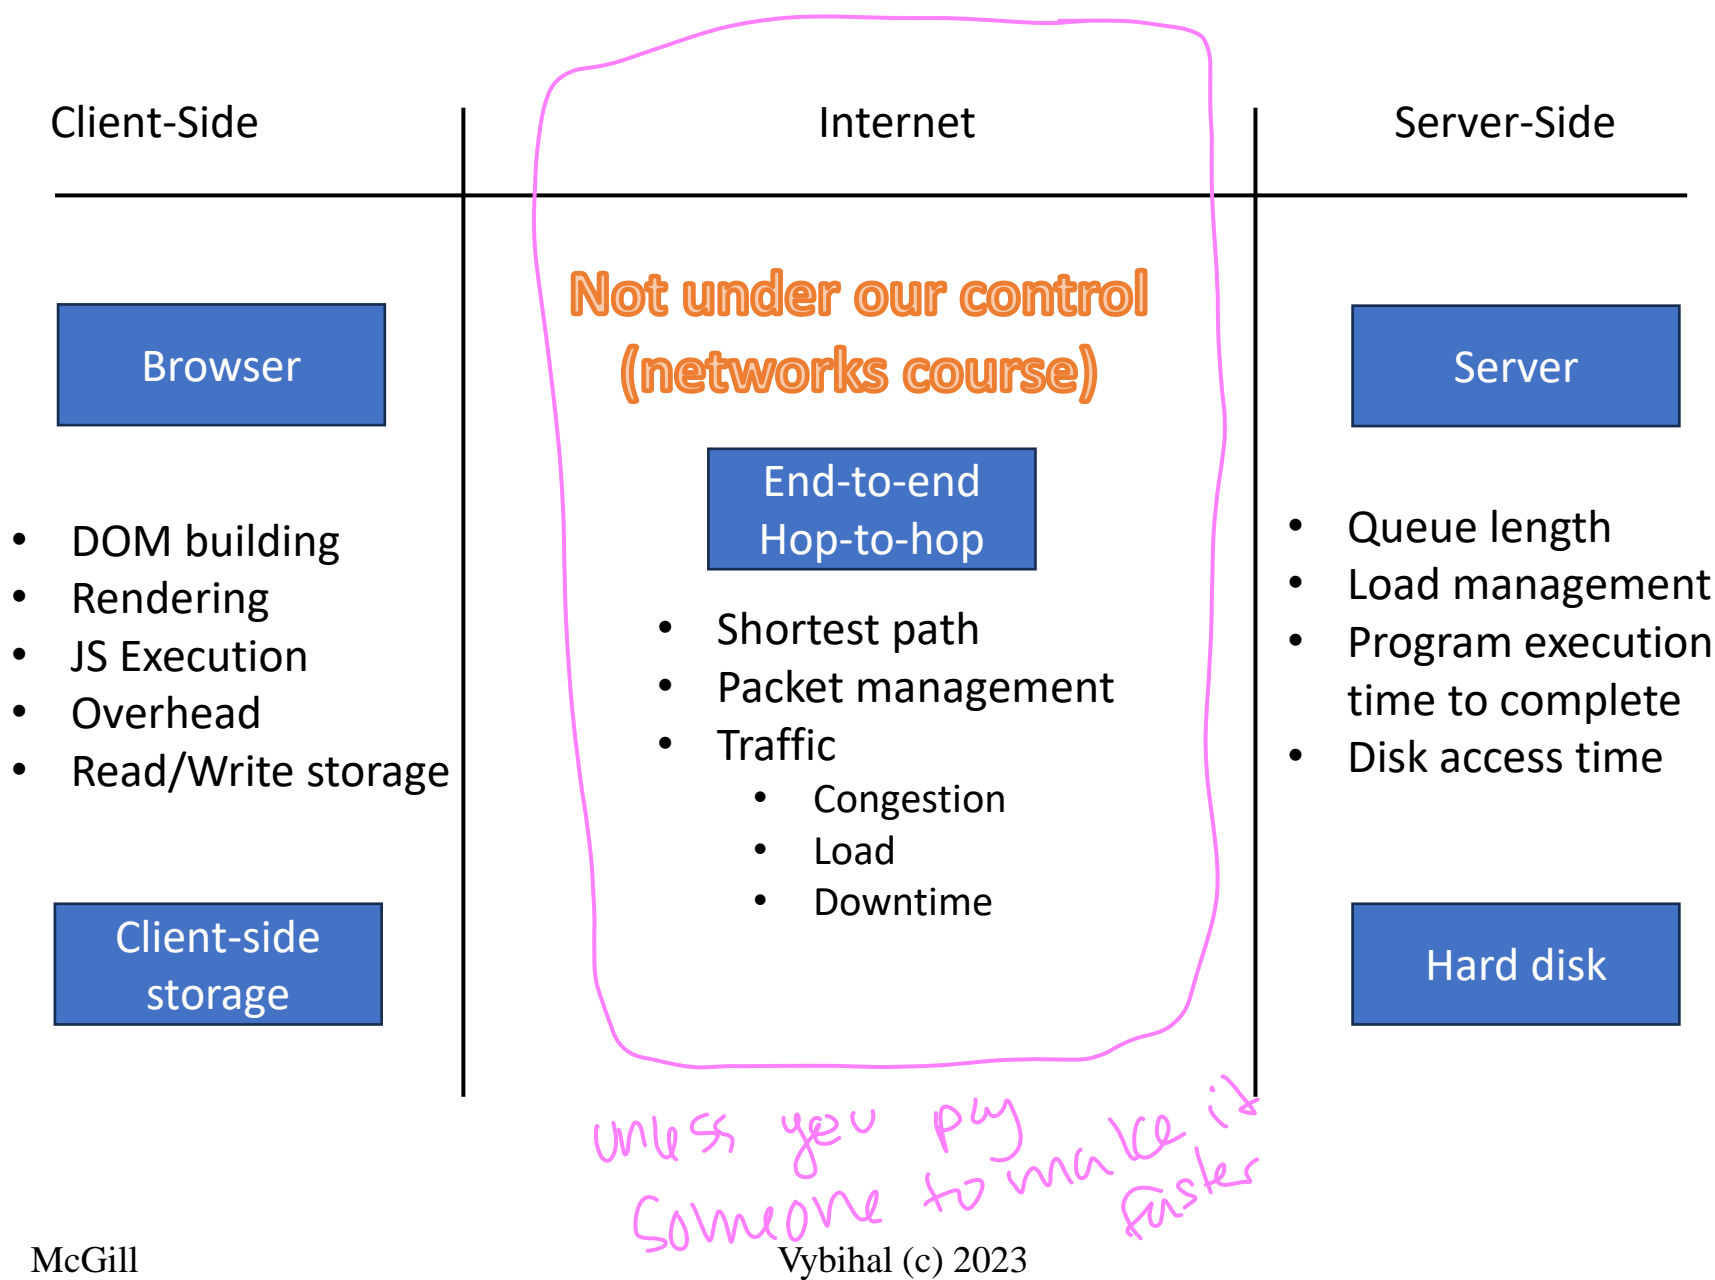 Client-Side
Internet
Server-Side
Browser
• DOM building
• Rendering
• JS Execution
• Overhead
• Read/Write storage
Client-side
storage
Not under our control
(networks course)
End-to-end
Hop-to-hop
• Shortest path
• Packet management
• Traffic
• Congestion
• Load
• Downtime
Server
• Queue length
• Load management
• Program execution
time to complete
• Disk access time
Hard disk
unless you pay
someone to make it
faster
McGill
Vybihal (c) 2023